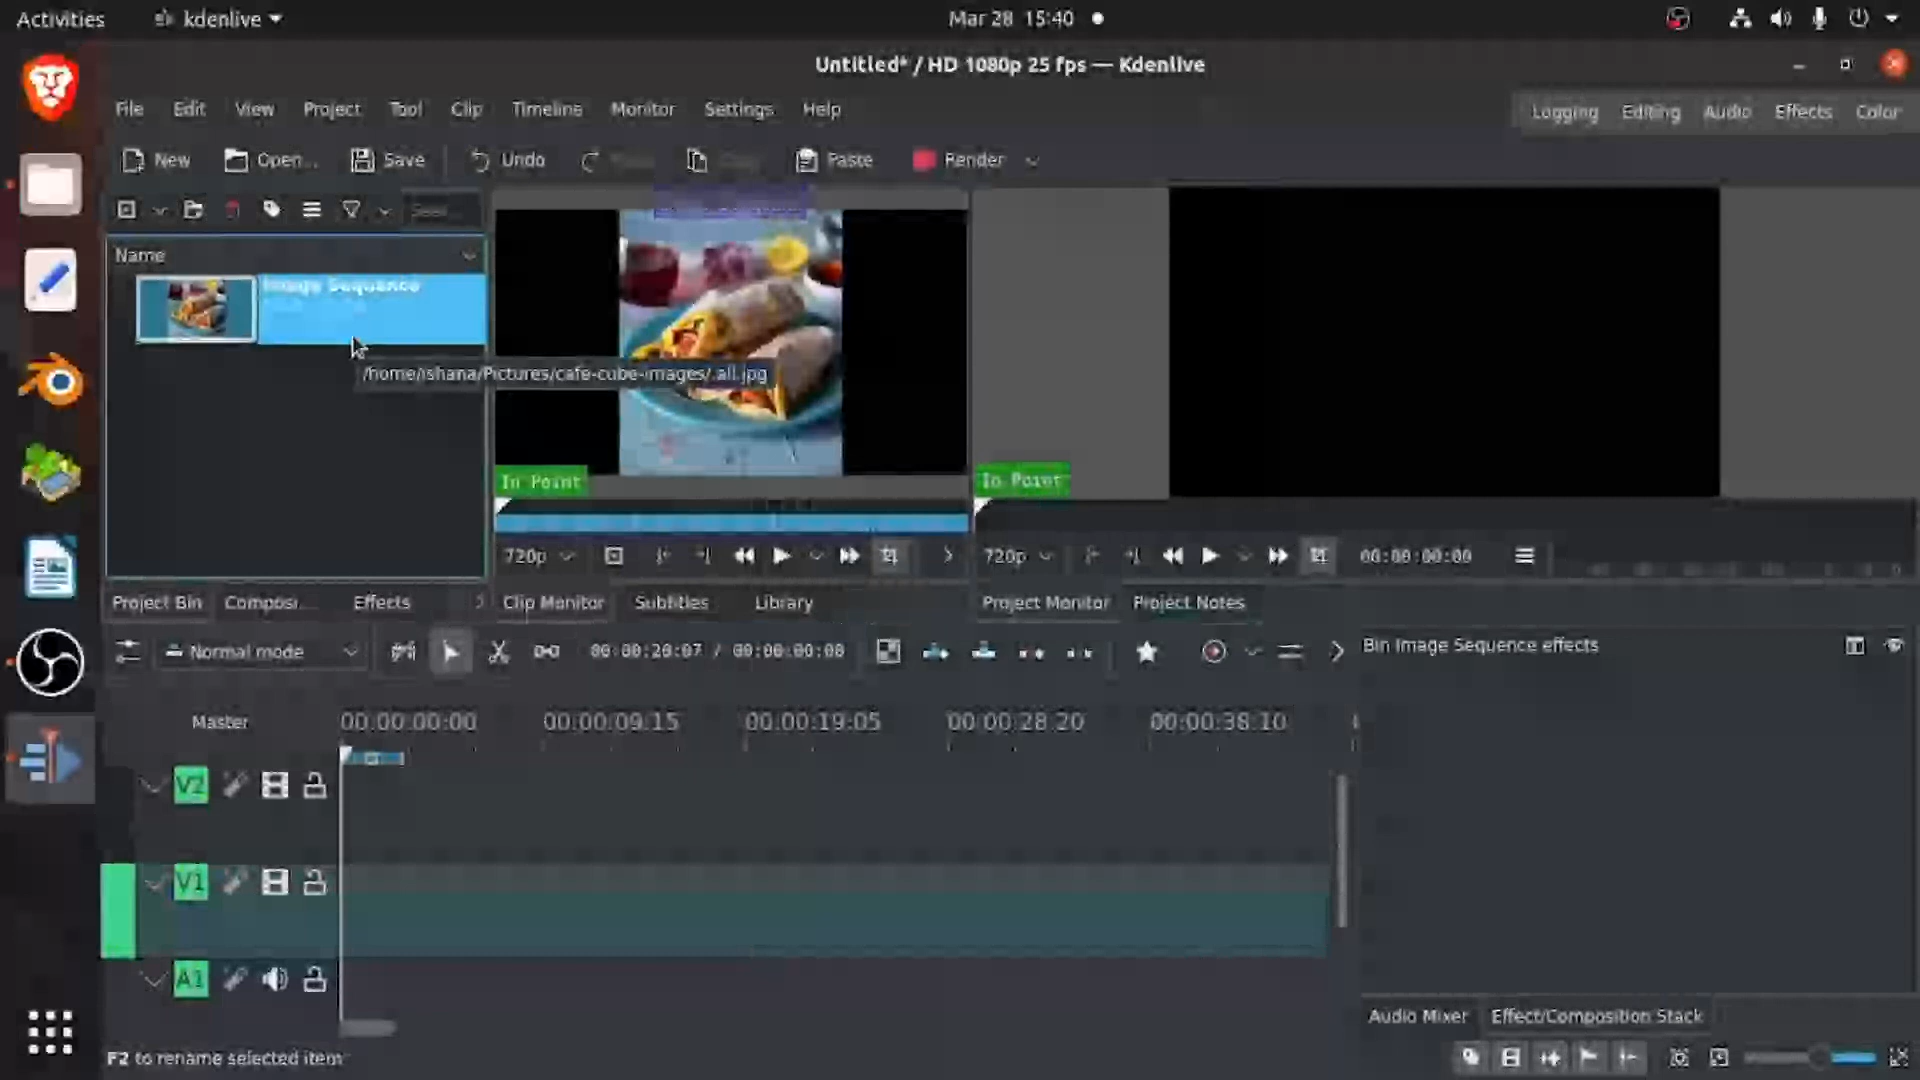 Activities
kdenlive
Mar 28 15:40
Untitled* / HD 1080p 25 fps — Kdenlive
File Edit View Project Tool Clip Timeline Monitor Settings Help
Logging Editing Audio Effects Color
New Open... Save Undo Paste Render
Name
Image Sequence
/home/ishana/Pictures/cafe-cube-images/.all.jpg
In Point
In Point
720p
720p
00:00:00:00
Project Bin Composi... Effects
Clip Monitor Subtitles Library
Project Monitor Project Notes
Normal mode
00:00:20:07 / 00:00:00:00
Bin Image Sequence effects
Master
00:00:00:00 00:00:09:15 00:00:19:05 00:00:28:20 00:00:38:10
V2
V1
A1
Audio Mixer Effect/Composition Stack
F2 to rename selected item